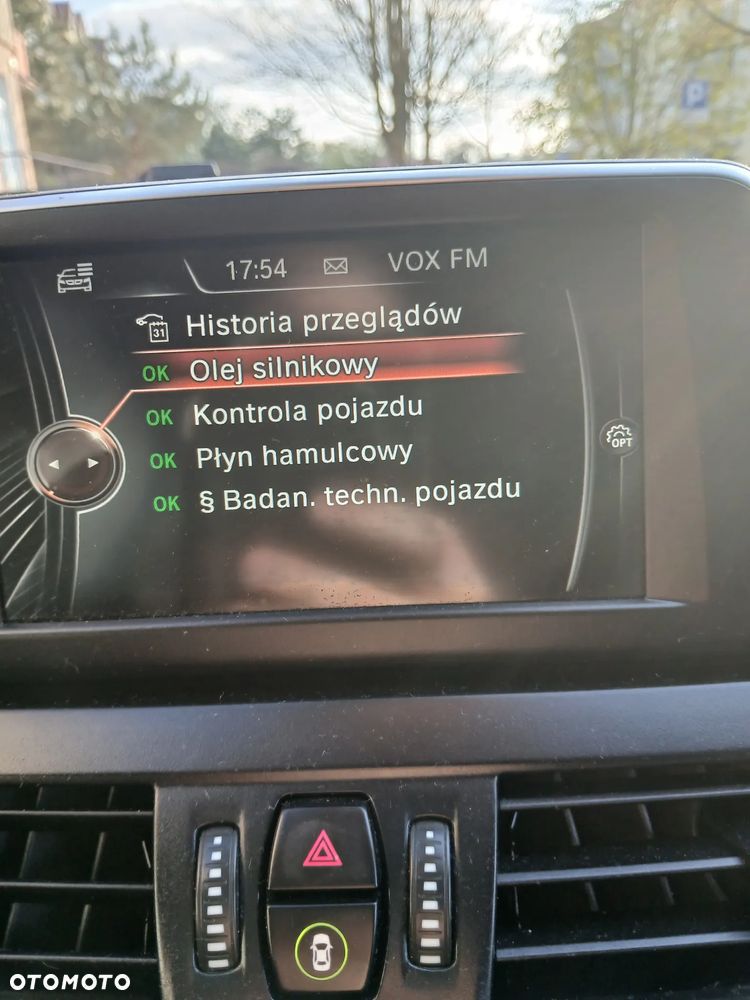 17:54 VOX FM
31 Historia przeglądów
OK Olej silnikowy
OK Kontrola pojazdu
OK Płyn hamulcowy
OPT
OK § Badan. techn. pojazdu
P
OTOMOTO